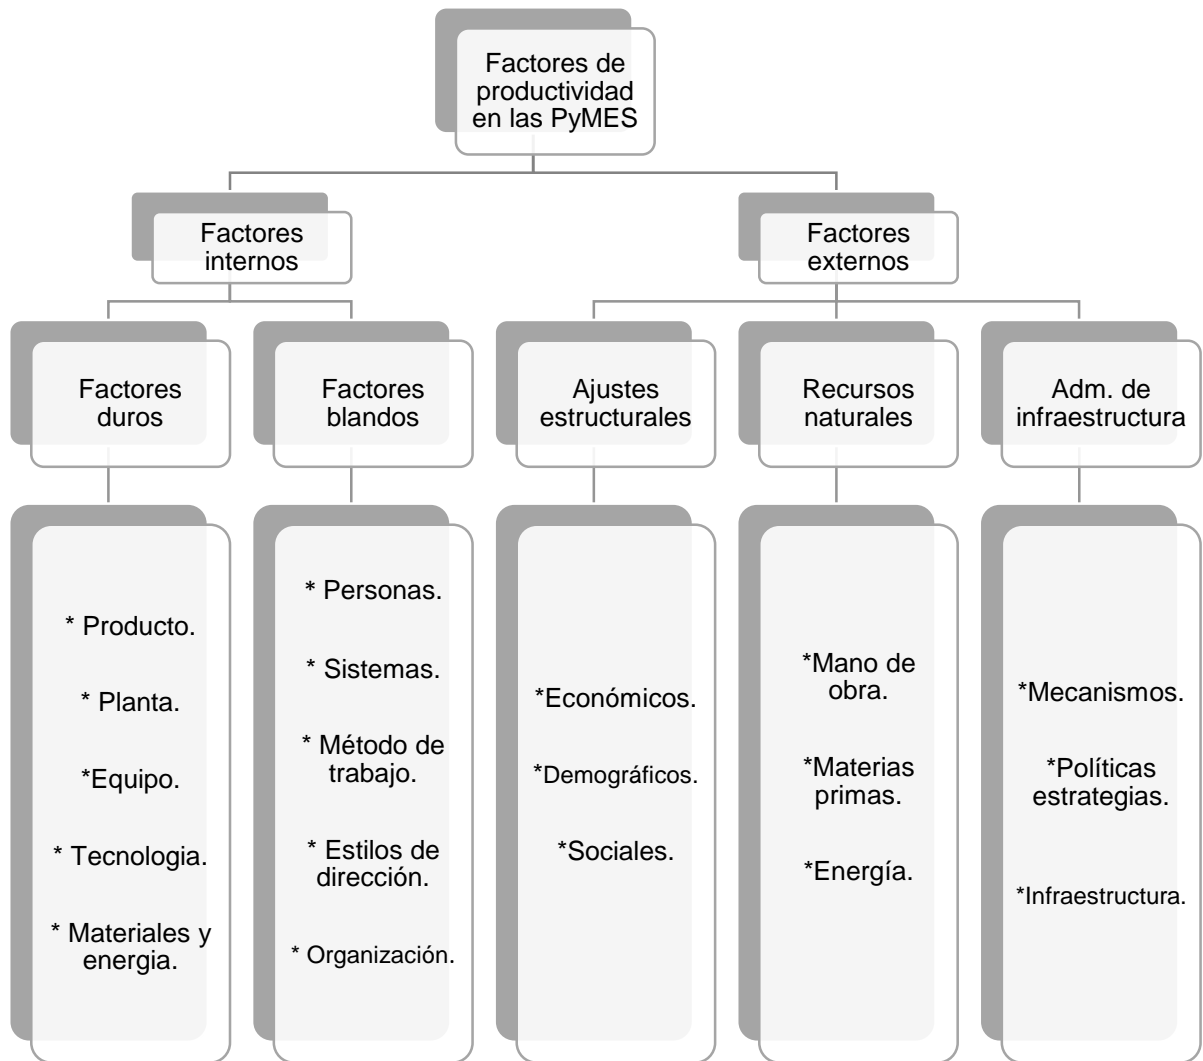 Factores de
productividad
en las PyMES
Factores
internos
Factores
externos
Factores
duros
Factores
blandos
Ajustes
estructurales
Recursos
naturales
Adm. de
infraestructura
* Producto.
* Planta.
*Equipo.
* Tecnologia.
* Materiales y
energia.
* Personas.
* Sistemas.
* Método de
trabajo.
* Estilos de
dirección.
* Organización.
*Económicos.
*Demográficos.
*Sociales.
*Mano de
obra.
*Materias
primas.
*Energía.
*Mecanismos.
*Políticas
estrategias.
*Infraestructura.